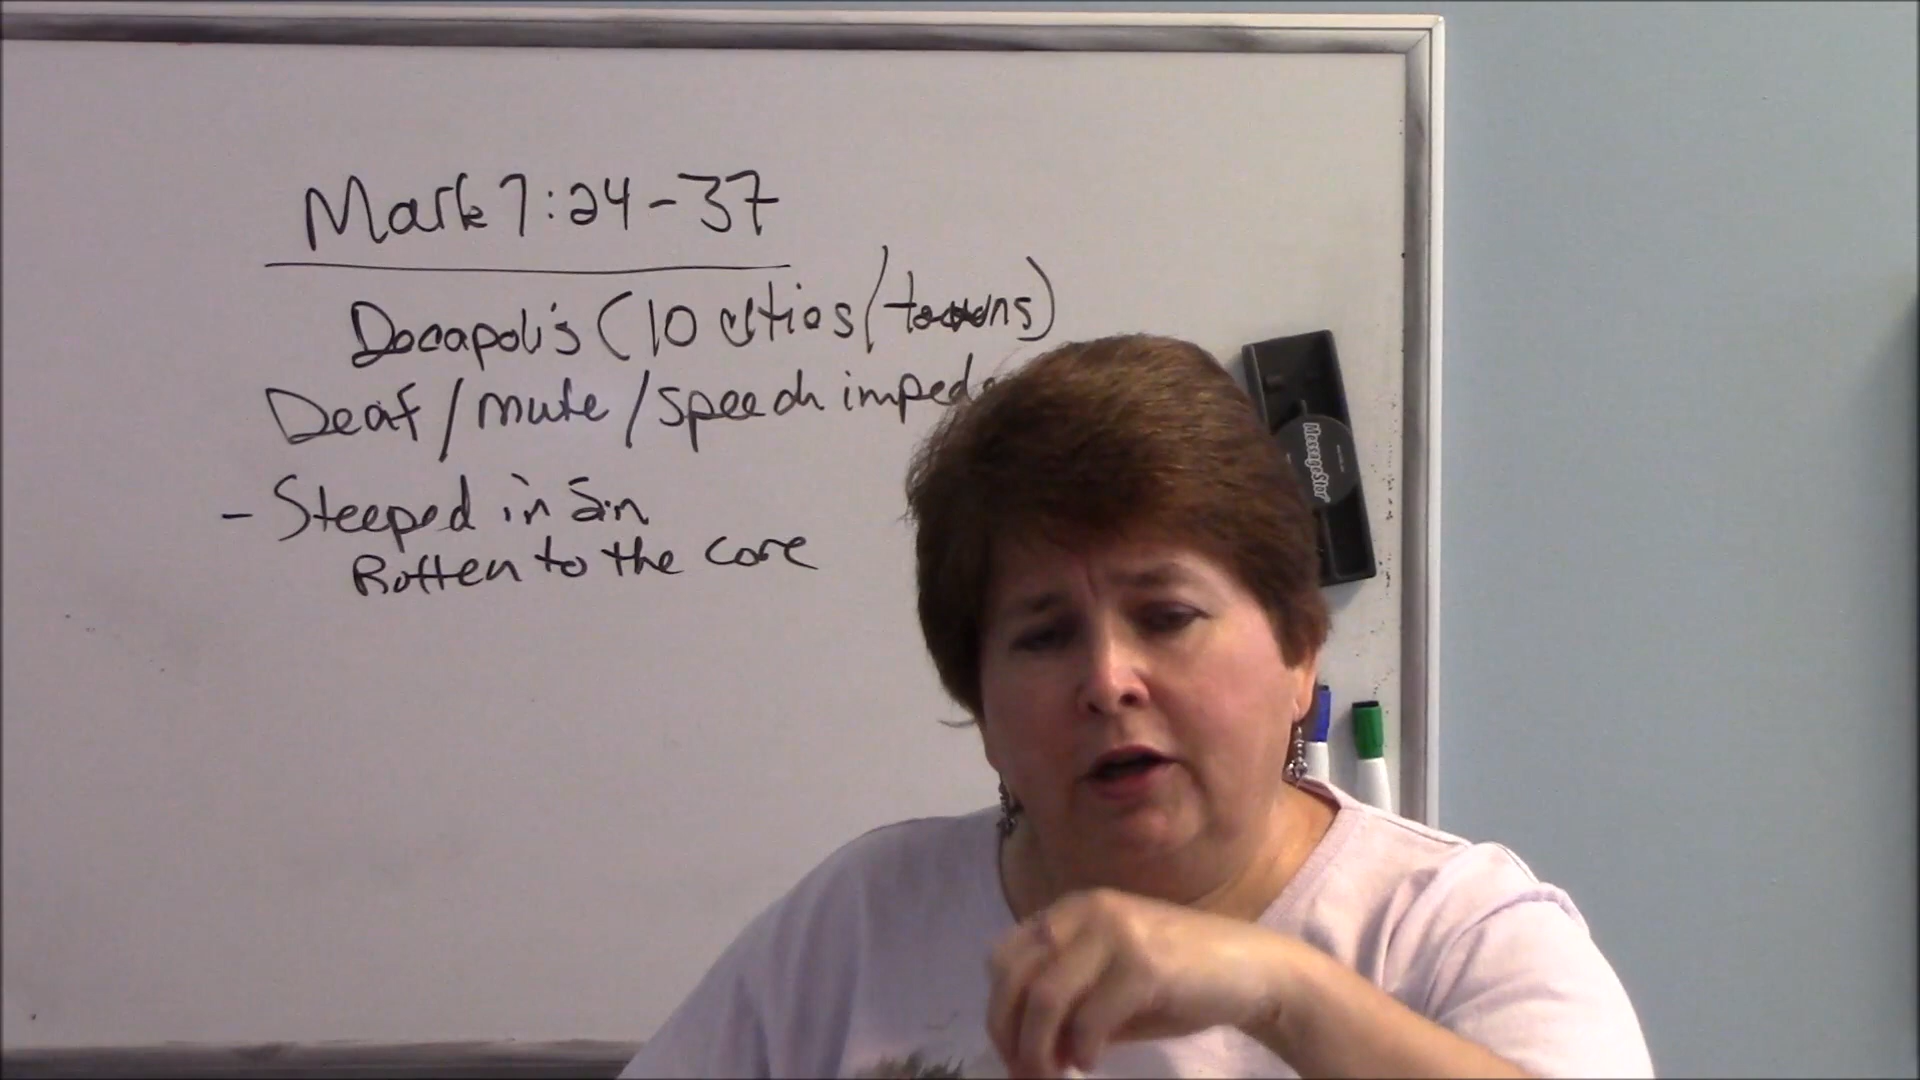 Mark 7:24-37
Decapolis (10 cities/towns)
Deaf/mute/speech imped
- Steeped in Sin
Rotten to the core
MessageStor